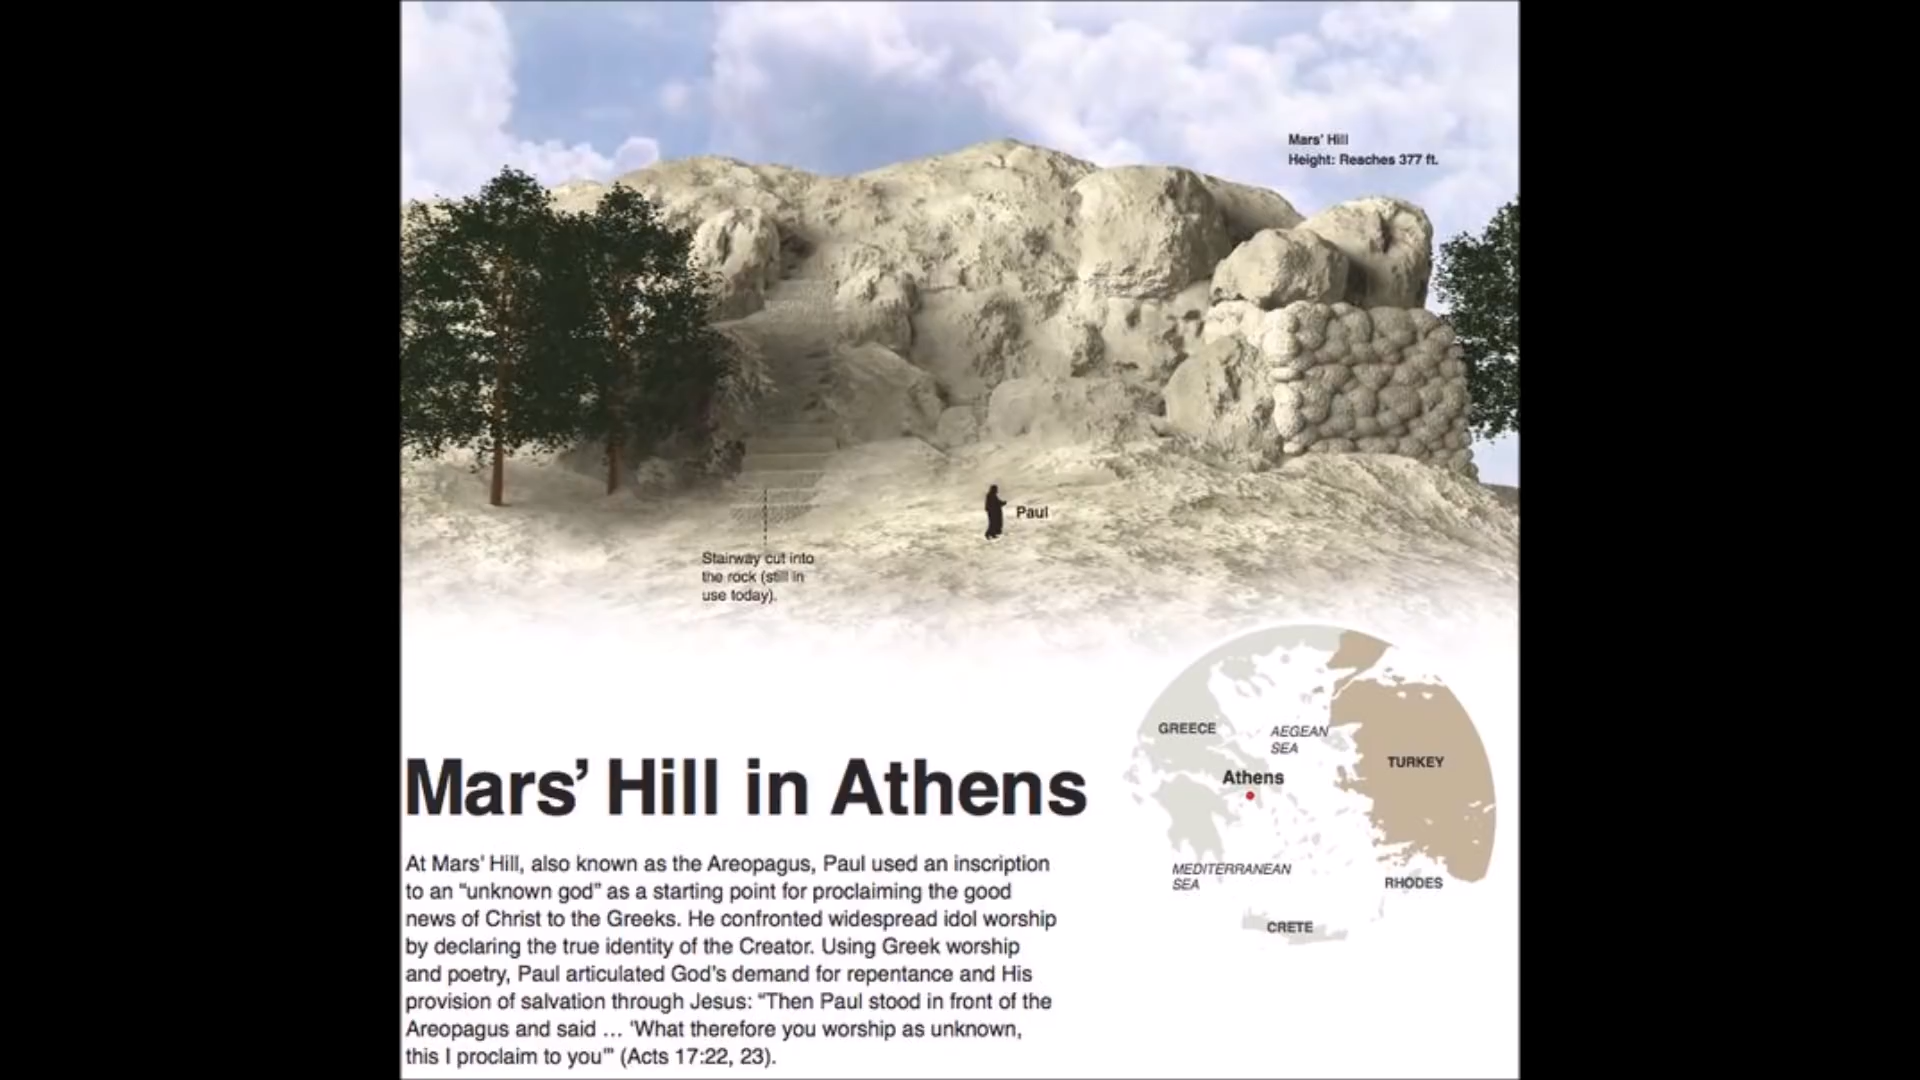 Mars’ Hill
Height: Reaches 377 ft.
Paul
Stairway cut into
the rock (still in
use today).
GREECE
AEGEAN
SEA
TURKEY
Athens
MEDITERRANEAN
SEA
RHODES
CRETE
Mars’ Hill in Athens
At Mars’ Hill, also known as the Areopagus, Paul used an inscription
to an “unknown god” as a starting point for proclaiming the good
news of Christ to the Greeks. He confronted widespread idol worship
by declaring the true identity of the Creator. Using Greek worship
and poetry, Paul articulated God’s demand for repentance and His
provision of salvation through Jesus: “Then Paul stood in front of the
Areopagus and said … ‘What therefore you worship as unknown,
this I proclaim to you’” (Acts 17:22, 23).